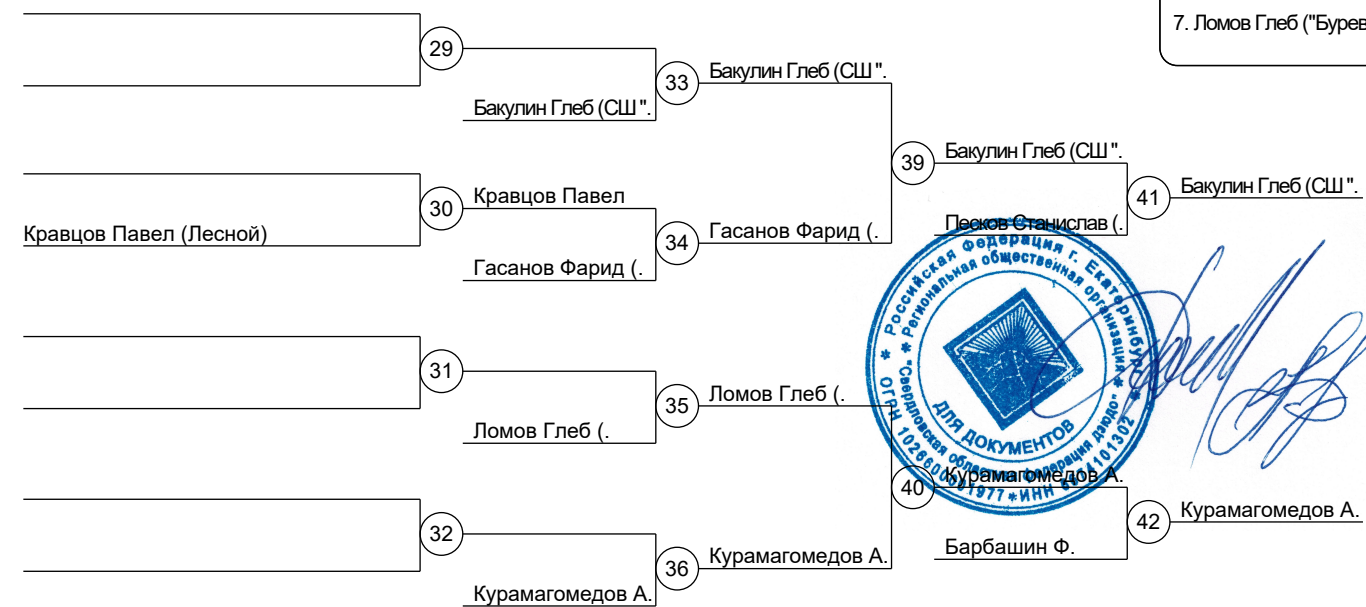 7. Ломов Глеб ("Бурев
29
33
Бакулин Глеб (СШ".
Бакулин Глеб (СШ".
39
Бакулин Глеб (СШ".
41
Бакулин Глеб (СШ".
Песков Станислав (.
Кравцов Павел (Лесной)
30
Кравцов Павел
34
Гасанов Фарид (.
Гасанов Фарид (.
Российская Федерация г. Екатеринбург
Региональная общественная организация
"Свердловская областная федерация дзюдо"
ДЛЯ ДОКУМЕНТОВ
31
35
Ломов Глеб (.
Ломов Глеб (.
40
Курамагомедов А.
42
Курамагомедов А.
Барбашин Ф.
32
36
Курамагомедов А.
Курамагомедов А.